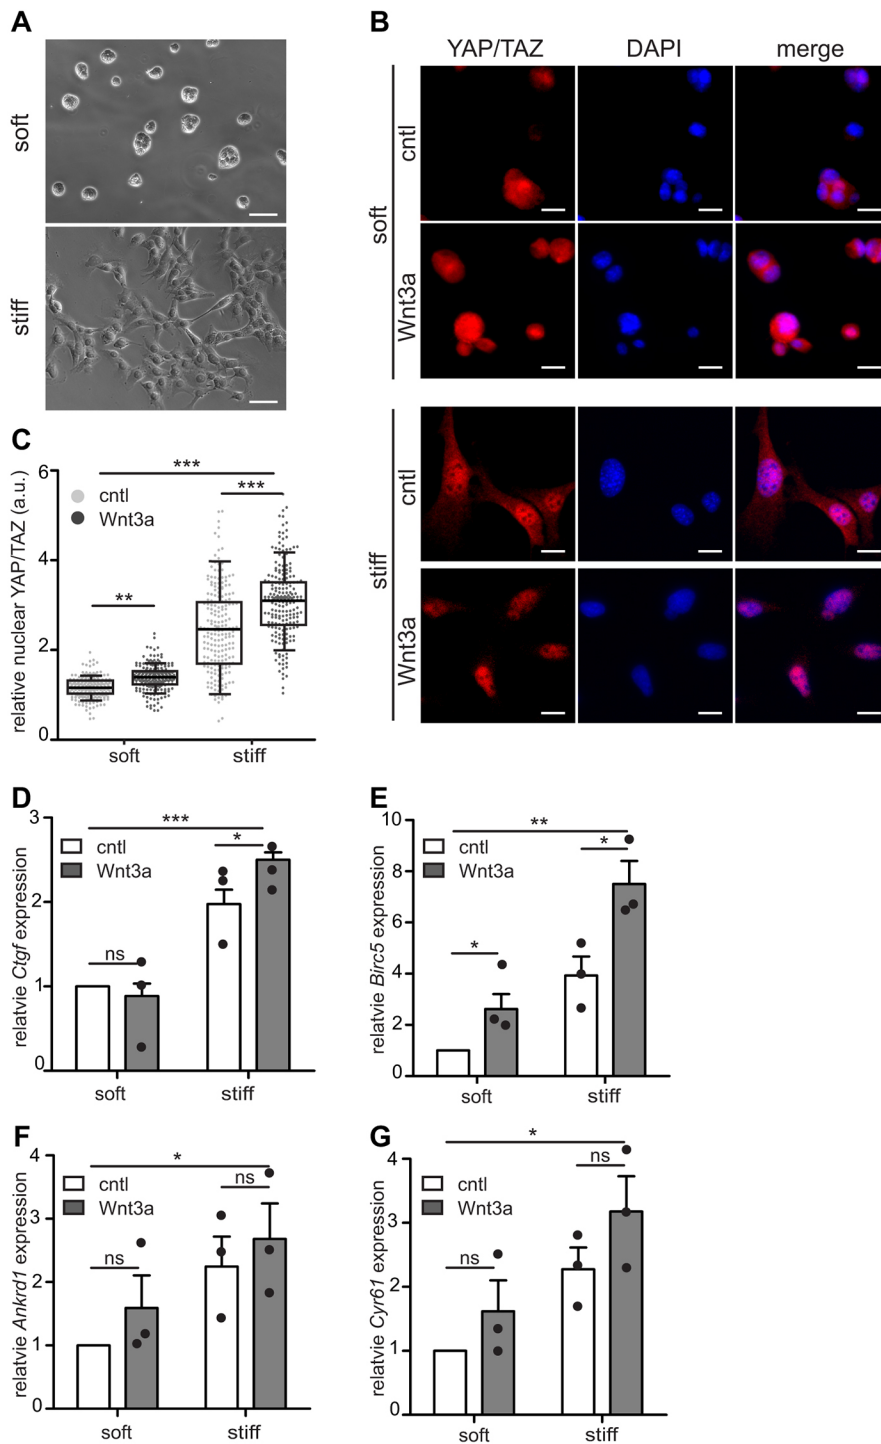 A
soft
stiff
B
YAP/TAZ DAPI merge
soft
cntl
Wnt3a
stiff
cntl
Wnt3a
C
relative nuclear YAP/TAZ (a.u.)
6
4
2
0
cntl
Wnt3a
***
***
**
soft stiff
D
relatvie Ctgf expression
3
2
1
0
cntl
Wnt3a
***
*
ns
soft stiff
E
relatvie Birc5 expression
10
8
6
4
2
0
cntl
Wnt3a
**
*
*
soft stiff
F
relatvie Ankrd1 expression
4
3
2
1
0
cntl
Wnt3a
*
ns
ns
soft stiff
G
relatvie Cyr61 expression
4
3
2
1
0
cntl
Wnt3a
*
ns
ns
soft stiff